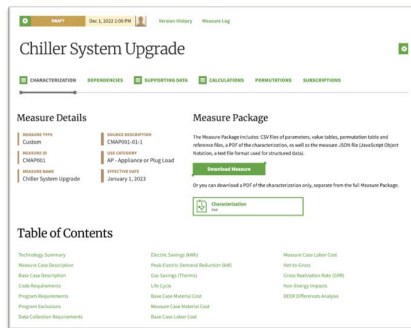 DRAFT
Dec 1, 2022 1:00 PM
Version History
Measure Log
Chiller System Upgrade
CHARACTERIZATION
DEPENDENCIES
SUPPORTING DATA
CALCULATIONS
PERMUTATIONS
SUBSCRIPTIONS
Measure Details
MEASURE TYPE
Custom
MEASURE ID
CMAP001
MEASURE NAME
Chiller System Upgrade
SOURCE DESCRIPTION
CMAP001-01-1
USE CATEGORY
AP - Appliance or Plug Load
EFFECTIVE DATE
January 1, 2023
Measure Package
The Measure Package includes: CSV files of parameters, value tables, permutation table and
reference files, a PDF of the characterization, as well as the measure JSON file (JavaScript Object
Notation, a text file format used for structured data).
Download Measure
Or you can download a PDF of the characterization only, separate from the full Measure Package.
Characterization
Table of Contents
Technology Summary
Measure Case Description
Base Case Description
Code Requirements
Program Requirements
Program Exclusions
Data Collection Requirements
Electric Savings (kWh)
Peak Electric Demand Reduction (kW)
Gas Savings (Therms)
Life Cycle
Base Case Material Cost
Measure Case Material Cost
Base Case Labor Cost
Measure Case Labor Cost
Net-to-Gross
Gross Realization Rate (GRR)
Non-Energy Impacts
DEER Differences Analysis